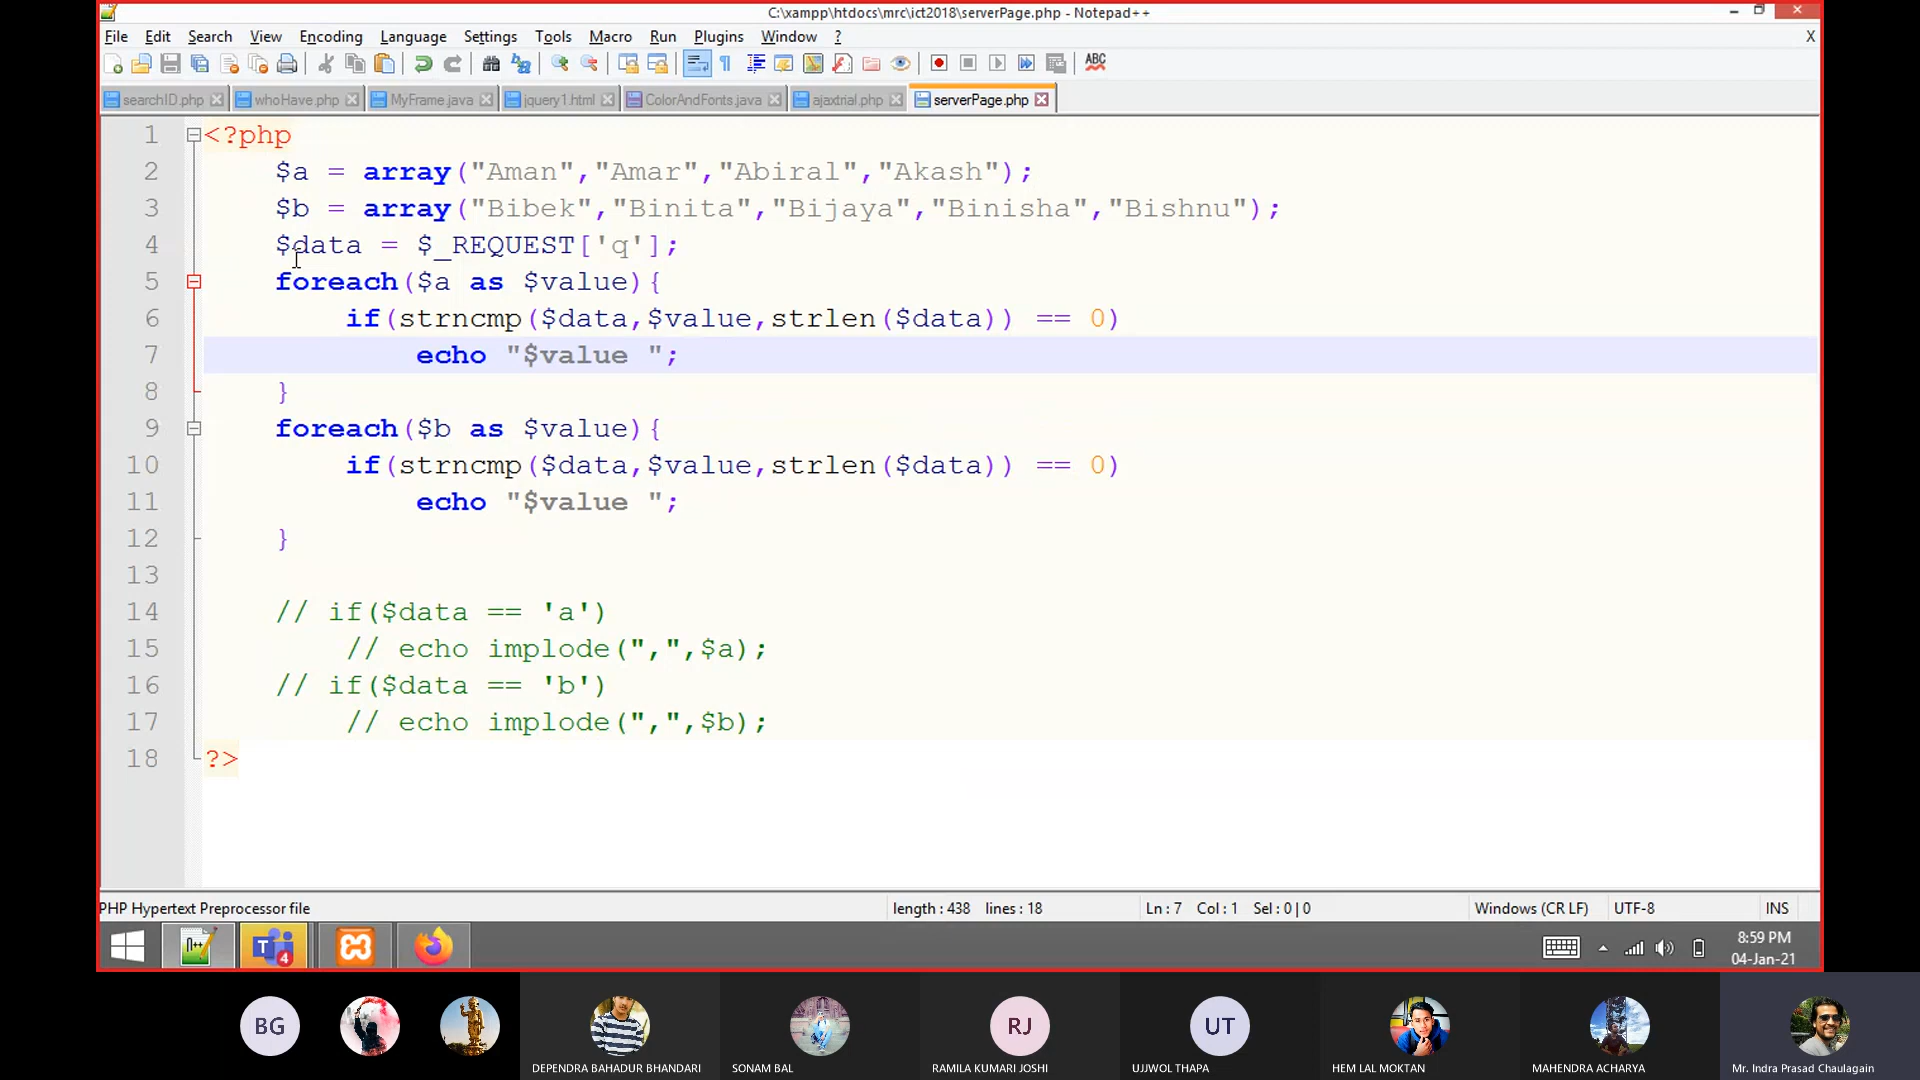 C:\xampp\htdocs\mrc\ict2018\serverPage.php - Notepad++
File Edit Search View Encoding Language Settings Tools Macro Run Plugins Window ? X
ABC
searchID.php whoHave.php MyFrame.java jquery1.html ColorAndFonts.java ajaxtrial.php serverPage.php
1 <?php
2 $a = array("Aman","Amar","Abiral","Akash");
3 $b = array("Bibek","Binita","Bijaya","Binisha","Bishnu");
4 $data = $_REQUEST['q'];
5 foreach($a as $value){
6 if(strncmp($data,$value,strlen($data)) == 0)
7 echo "$value ";
8 }
9 foreach($b as $value){
10 if(strncmp($data,$value,strlen($data)) == 0)
11 echo "$value ";
12 }
13
14 // if($data == 'a')
15 // echo implode(",",$a);
16 // if($data == 'b')
17 // echo implode(",",$b);
18 ?>
PHP Hypertext Preprocessor file length : 438 lines : 18 Ln : 7 Col : 1 Sel : 0 | 0 Windows (CR LF) UTF-8 INS
8:59 PM
04-Jan-21
N++ T 4
BG RJ UT
DEPENDRA BAHADUR BHANDARI SONAM BAL RAMILA KUMARI JOSHI UJJWOL THAPA HEM LAL MOKTAN MAHENDRA ACHARYA Mr. Indra Prasad Chaulagain